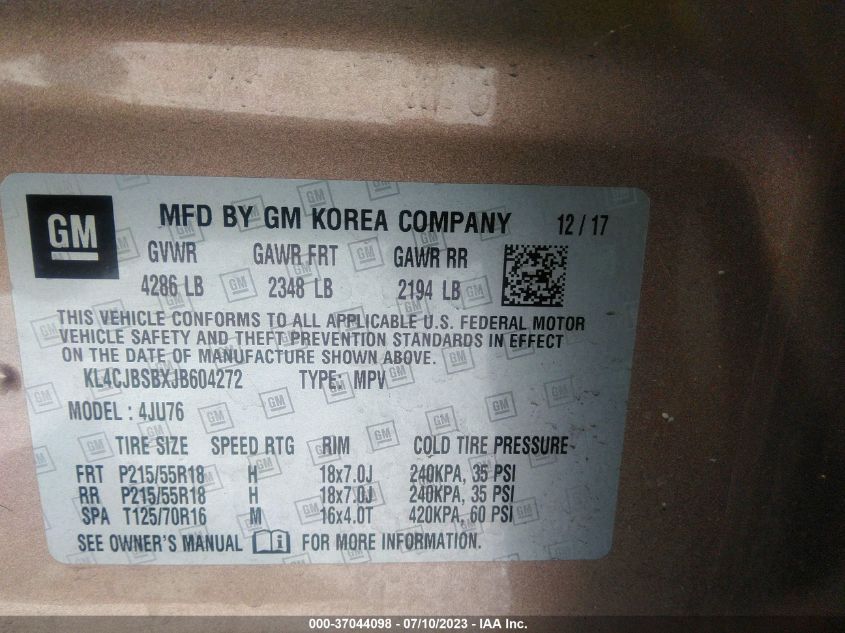 GM MFD BY GM KOREA COMPANY 12 / 17
GVWR GAWR FRT GAWR RR
4286 LB 2348 LB 2194 LB
THIS VEHICLE CONFORMS TO ALL APPLICABLE U.S. FEDERAL MOTOR
VEHICLE SAFETY AND THEFT PREVENTION STANDARDS IN EFFECT
ON THE DATE OF MANUFACTURE SHOWN ABOVE.
KL4CJBSBXJB604272 TYPE: MPV
MODEL : 4JU76
TIRE SIZE SPEED RTG RIM COLD TIRE PRESSURE
FRT P215/55R18 H 18x7.0J 240KPA, 35 PSI
RR P215/55R18 H 18x7.0J 240KPA, 35 PSI
SPA T125/70R16 M 16x4.0T 420KPA, 60 PSI
SEE OWNER'S MANUAL FOR MORE INFORMATION.
000-37044098 - 07/10/2023 - IAA Inc.